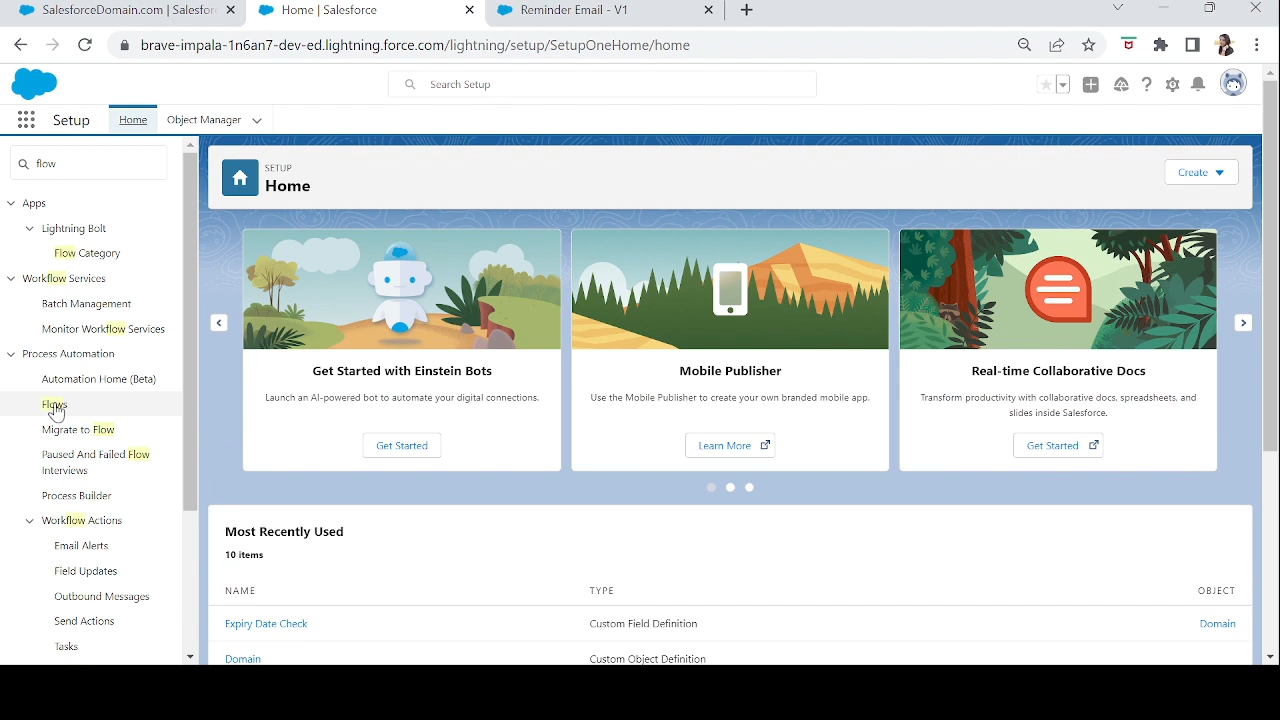 SalesforceDomain.com | Salesfor
Home | Salesforce
Reminder Email - V1
brave-impala-1n6an7-dev-ed.lightning.force.com/lightning/setup/SetupOneHome/home
Search Setup
Setup
Home
Object Manager
flow
Apps
Lightning Bolt
Flow Category
Workflow Services
Batch Management
Monitor Workflow Services
Process Automation
Automation Home (Beta)
Flows
Migrate to Flow
Paused And Failed Flow
Interviews
Process Builder
Workflow Actions
Email Alerts
Field Updates
Outbound Messages
Send Actions
Tasks
SETUP
Home
Create
Get Started with Einstein Bots
Launch an AI-powered bot to automate your digital connections.
Get Started
Mobile Publisher
Use the Mobile Publisher to create your own branded mobile app.
Learn More
Real-time Collaborative Docs
Transform productivity with collaborative docs, spreadsheets, and
slides inside Salesforce.
Get Started
Most Recently Used
10 items
NAME TYPE OBJECT
Expiry Date Check Custom Field Definition Domain
Domain Custom Object Definition